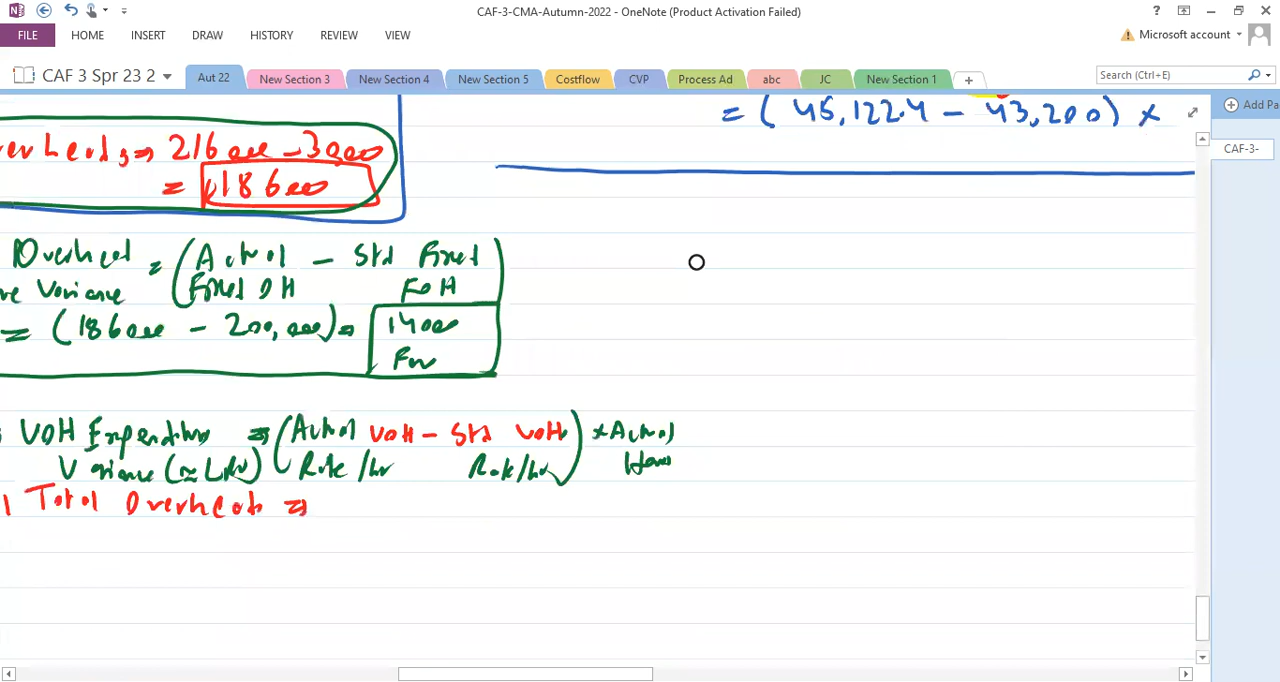 CAF-3-CMA-Autumn-2022 - OneNote (Product Activation Failed)
?
FILE HOME INSERT DRAW HISTORY REVIEW VIEW
Microsoft account
CAF 3 Spr 23 2
Aut 22 New Section 3 New Section 4 New Section 5 Costflow CVP Process Ad abc JC New Section 1 +
Search (Ctrl+E)
Add Pa
CAF-3-
= ( 45,122.4 - 43,200) ×
= 216000 - 30,000
= 186000
Overhead = (Actual - Std Fixed
Variance Fixed OH FOH
= (186000 - 200,000) = 14000
Fav
VOH Expenditure = (Actual VOH - Std VOH) × Actual
Variance (≈ LRV) Rate/hr Rate/hr Hours
Total Overheads =